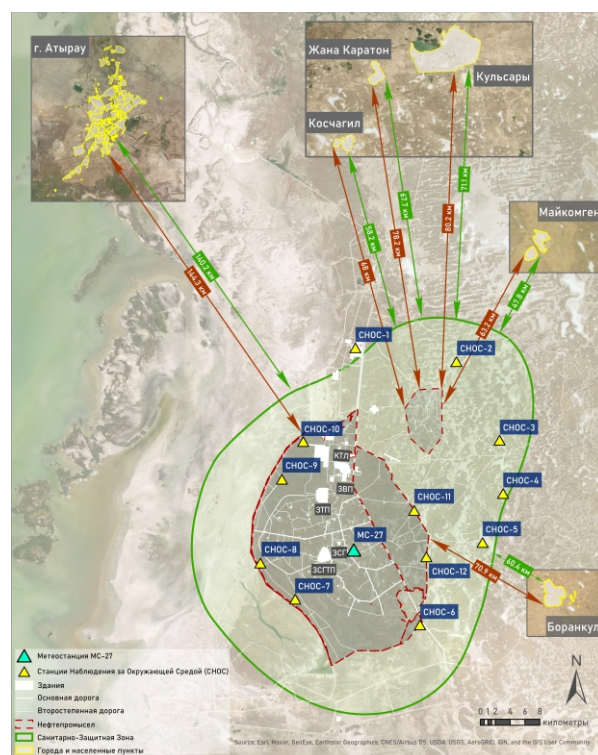 г. Атырау
Жана Каратон
Кульсары
Косчагил
Майкомген
140.2 км
144.3 км
58.2 км
68 км
67.7 км
78.2 км
80.2 км
71.1 км
63.2 км
47.8 км
СНОС-1
СНОС-2
СНОС-10
СНОС-3
КТЛ
СНОС-9
ЗВП
СНОС-4
ЗТП
СНОС-11
МС-27
СНОС-5
ЗСГ
СНОС-8
ЗСГТП
СНОС-12
70.9 км
60.4 км
СНОС-7
СНОС-6
Боранкул
Метеостанция МС-27
Станции Наблюдения за Окружающей Средой (СНОС)
Здания
Основная дорога
Второстепенная дорога
Нефтепромысел
Санитарно-Защитная Зона
Города и населенные пункты
N
0 1 2 4 6 8
километры
Source: Esri, Maxar, GeoEye, Earthstar Geographics, CNES/Airbus DS, USDA, USGS, AeroGRID, IGN, and the GIS User Community